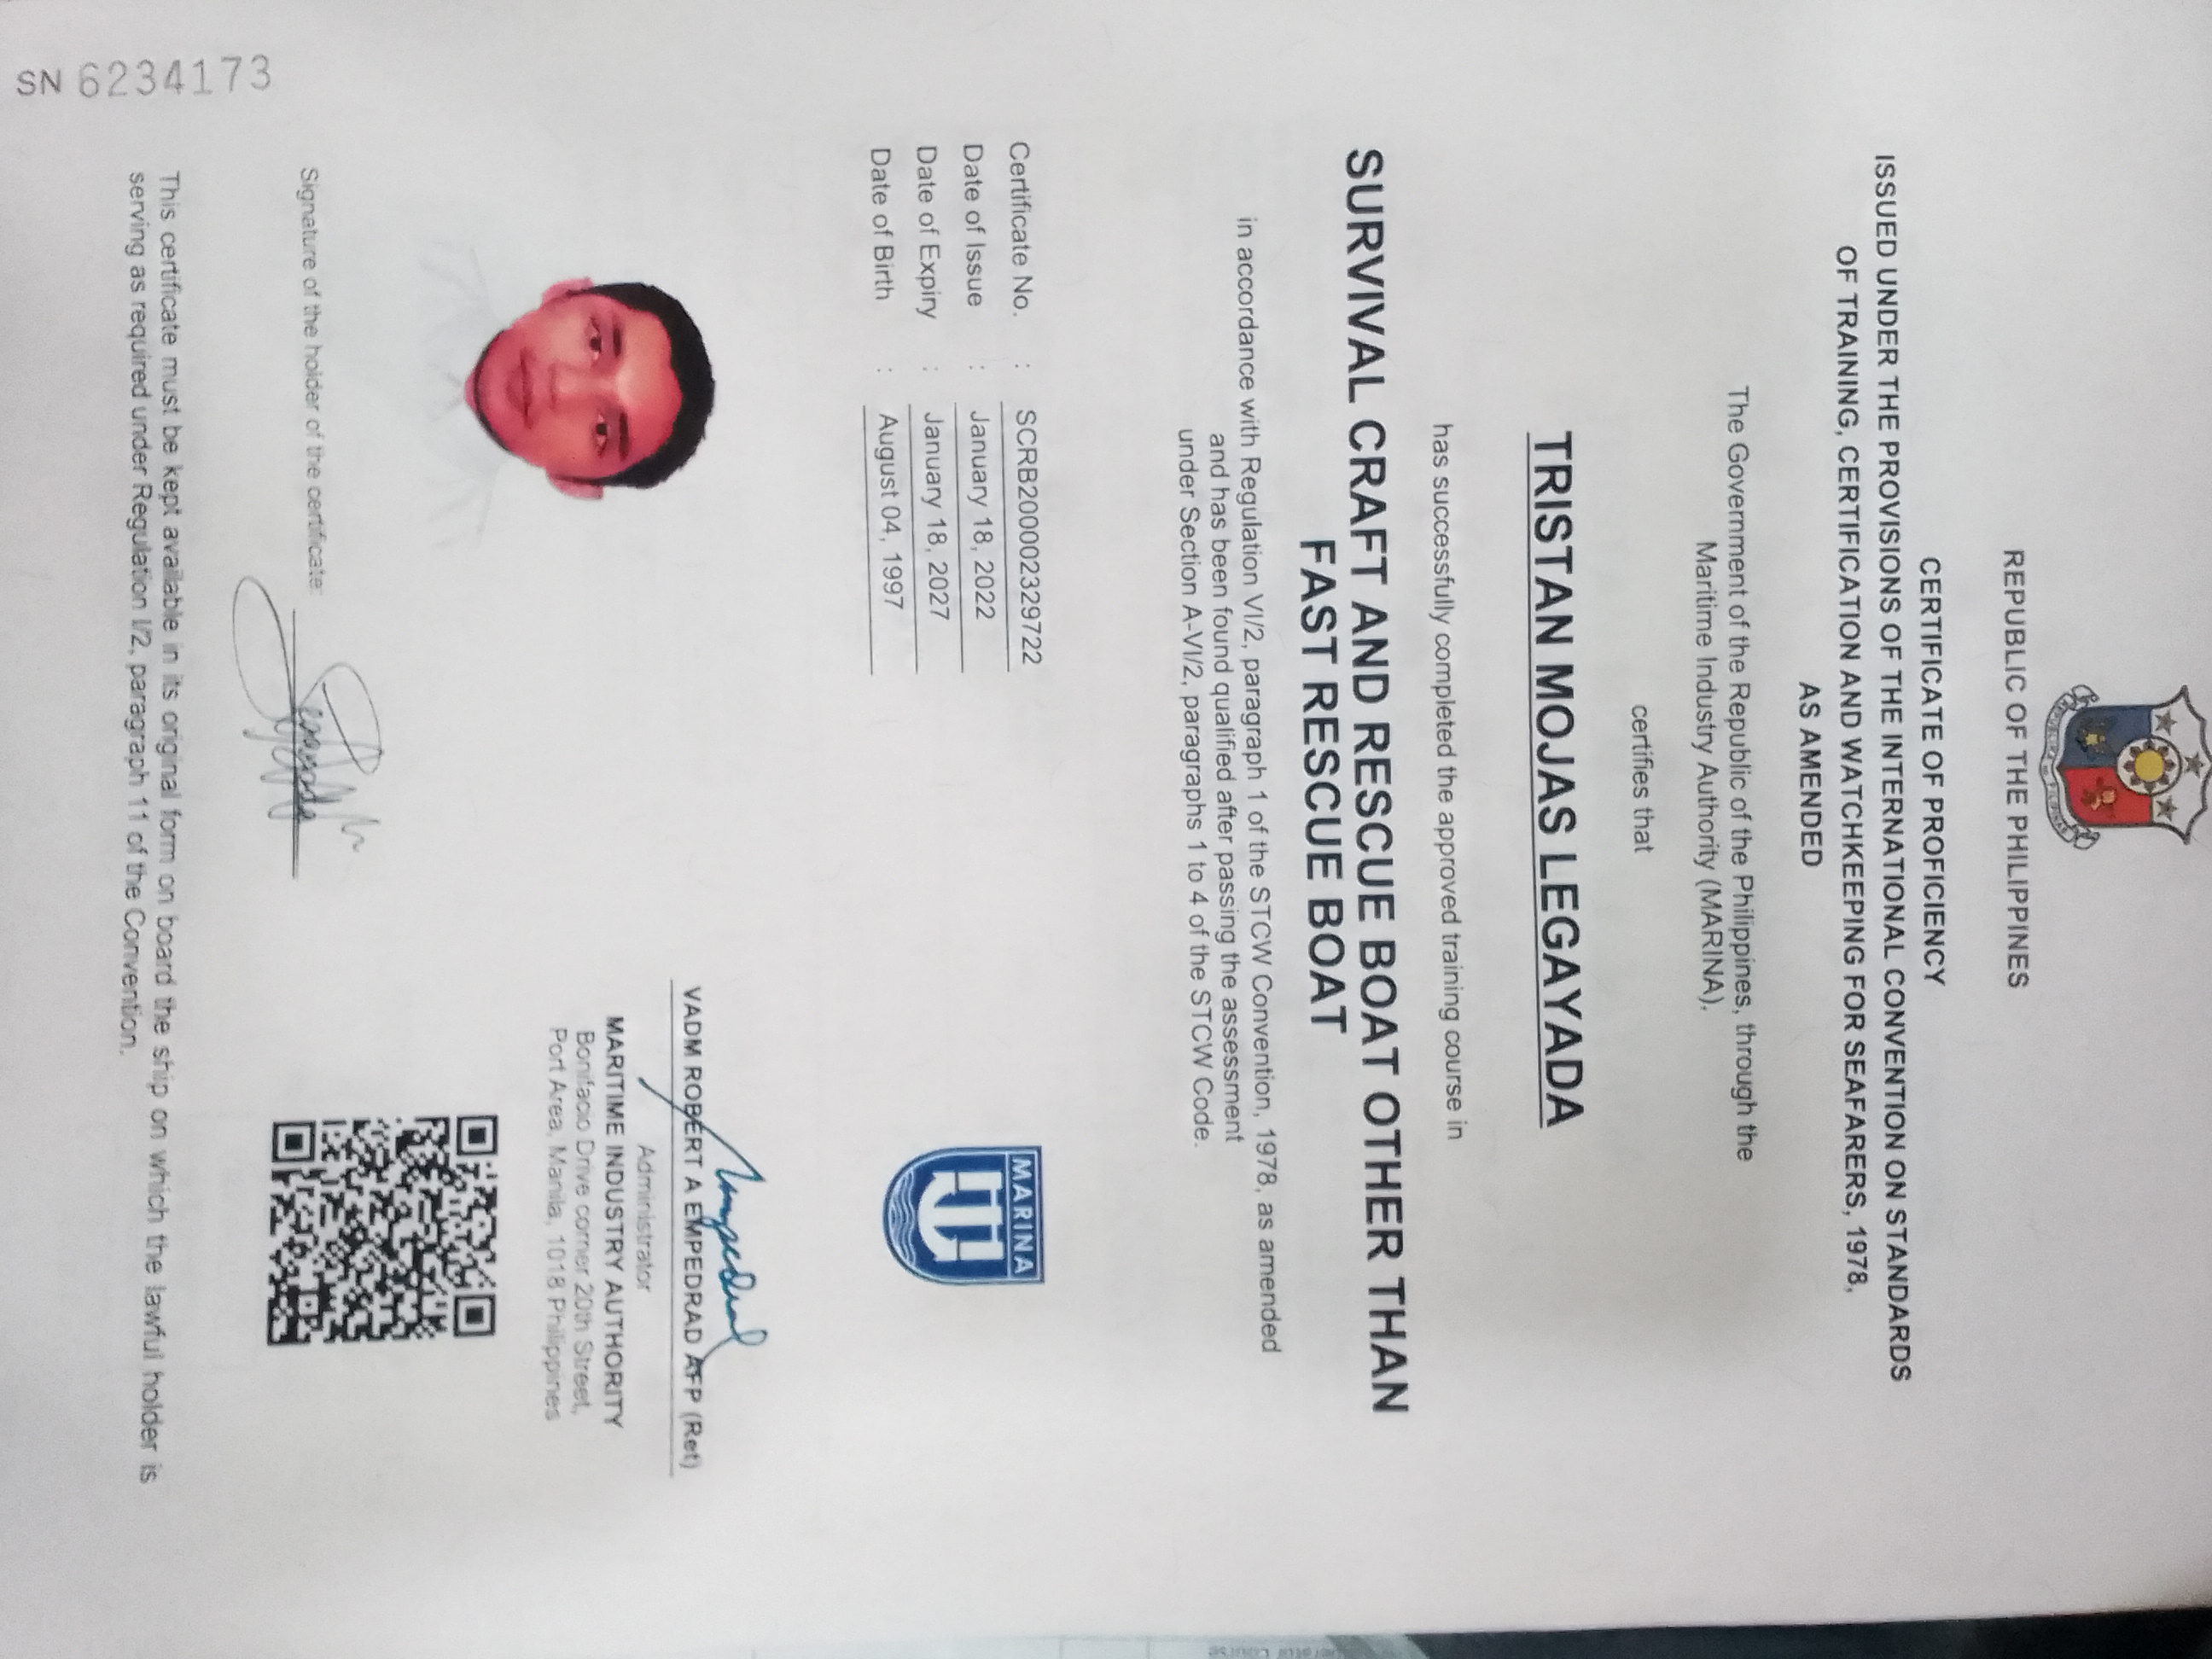 REPUBLIC OF THE PHILIPPINES
CERTIFICATE OF PROFICIENCY
ISSUED UNDER THE PROVISIONS OF THE INTERNATIONAL CONVENTION ON STANDARDS
OF TRAINING, CERTIFICATION AND WATCHKEEPING FOR SEAFARERS, 1978,
AS AMENDED
The Government of the Republic of the Philippines, through the
Maritime Industry Authority (MARINA).
certifies that
TRISTAN MOJAS LEGAYADA
has successfully completed the approved training course in
SURVIVAL CRAFT AND RESCUE BOAT OTHER THAN
FAST RESCUE BOAT
in accordance with Regulation VI/2, paragraph 1 of the STCW Convention, 1978, as amended
and has been found qualified after passing the assessment
under Section A-VI/2, paragraphs 1 to 4 of the STCW Code.
Certificate No. : SCRB2000023329722
Date of Issue : January 18, 2022
Date of Expiry : January 18, 2027
Date of Birth : August 04, 1997
MARINA
VADM ROBERT A EMPEDRAD AFP (Ret)
Administrator
MARITIME INDUSTRY AUTHORITY
Bonifacio Drive corner 20th Street,
Port Area, Manila, 1018 Philippines
Signature of the holder of the certificate:
This certificate must be kept available in its original form on board the ship on which the lawful holder is
serving as required under Regulation I/2, paragraph 11 of the Convention.
SN 6234173